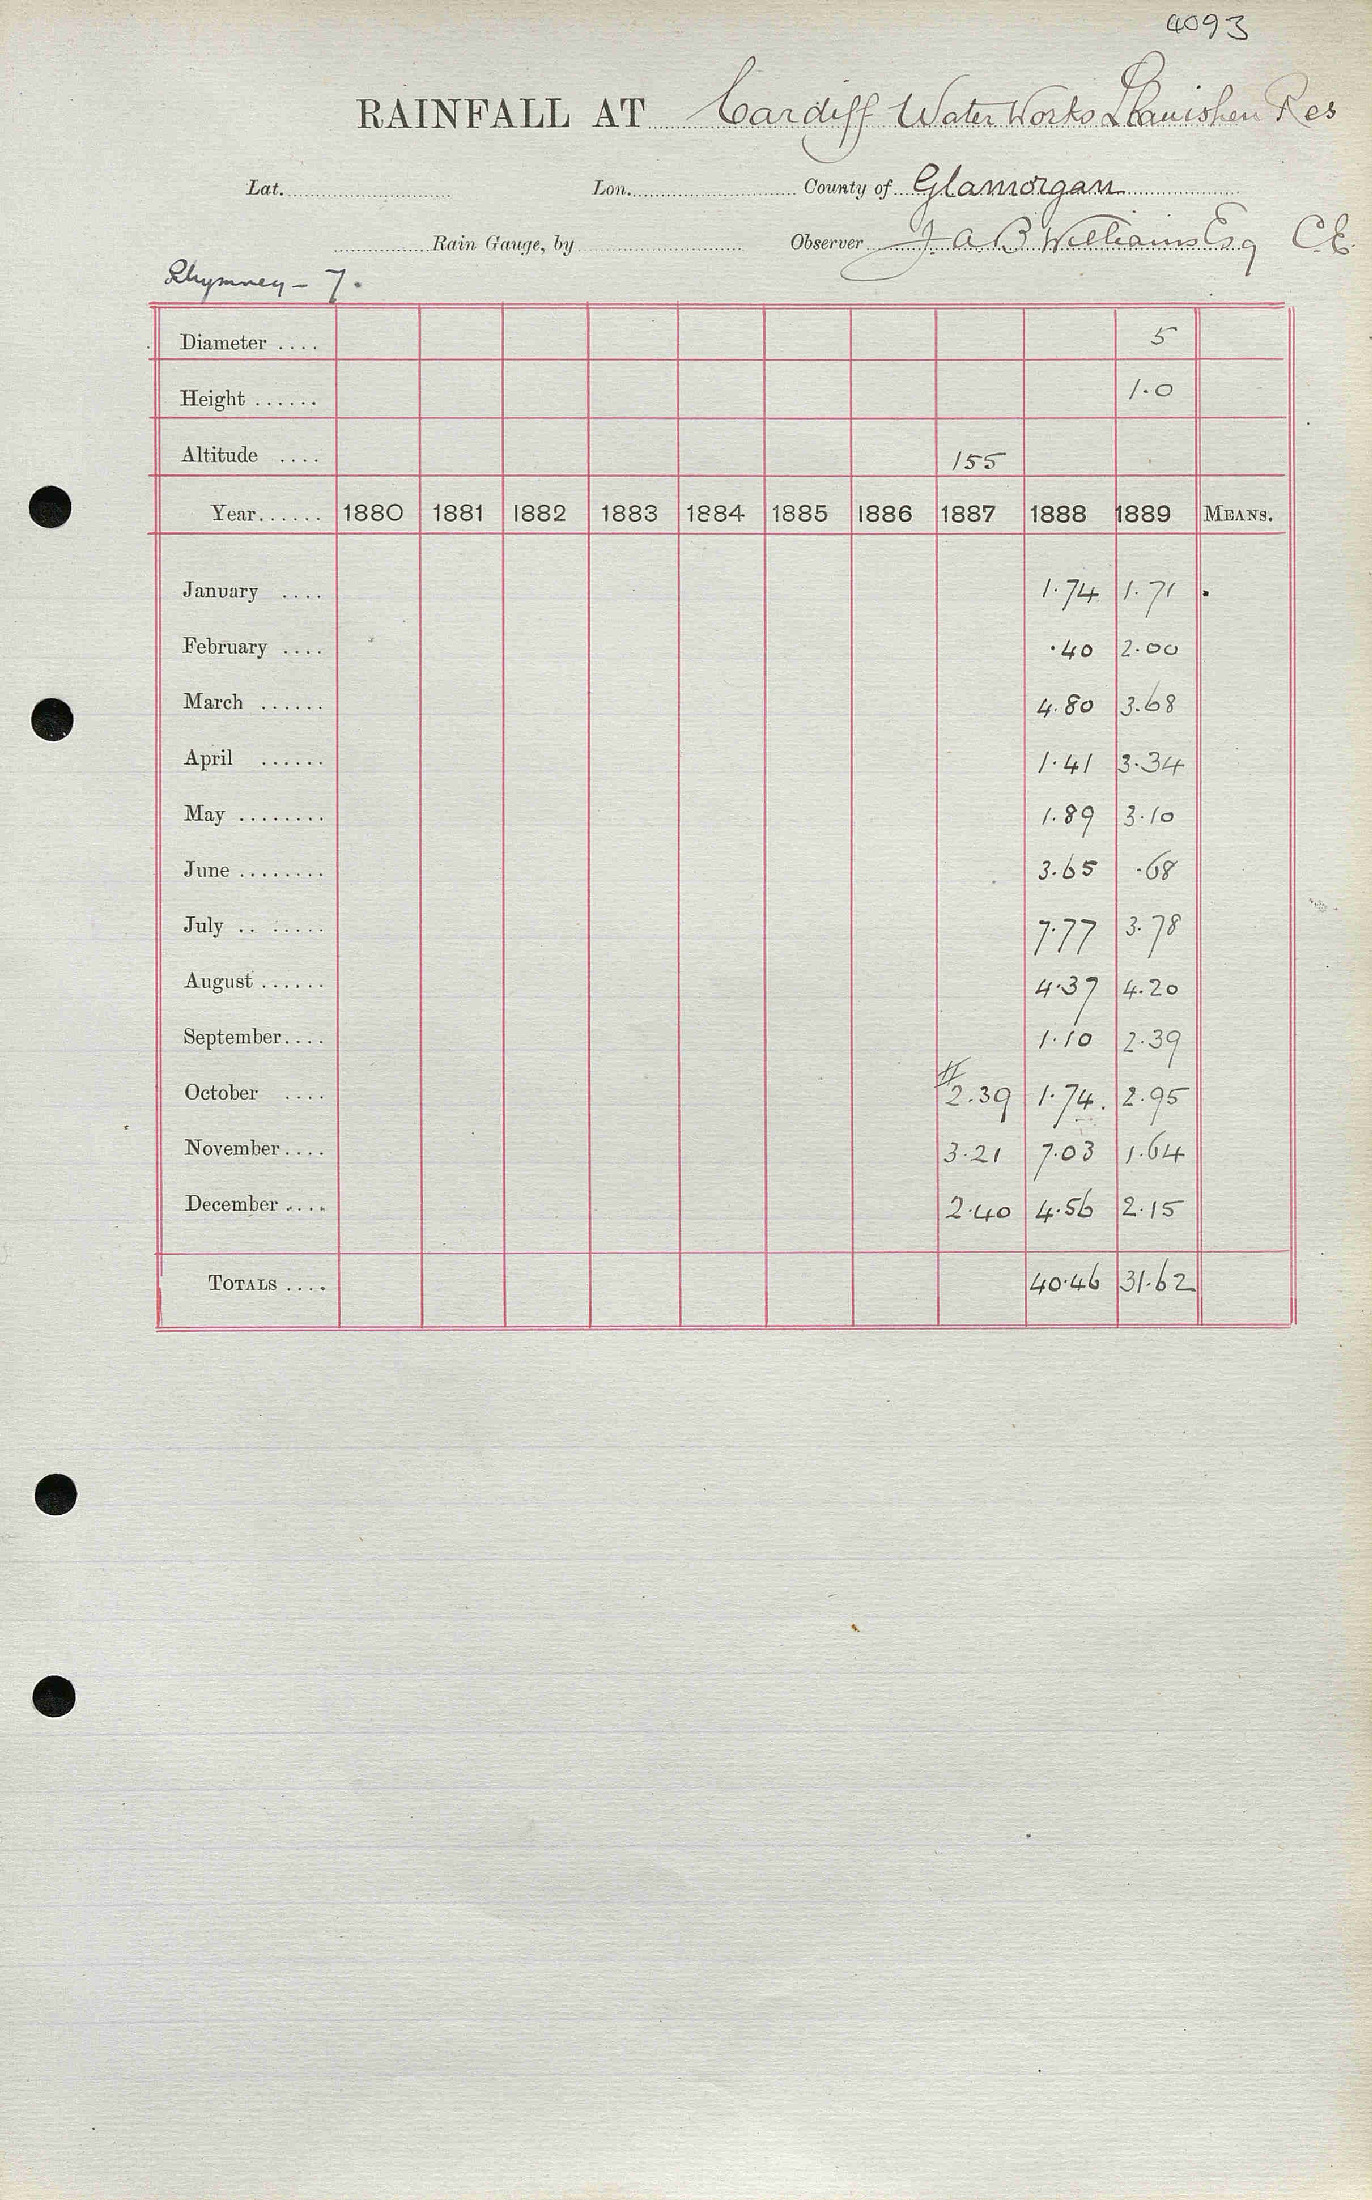 4093
RAINFALL AT Cardiff Water Works Llanishen Res
Lat. Lon. County of Glamorgan
Rain Gauge, by Observer J. A. B. Williams Esq C.E.
Rhymney - 7.
Diameter .... 5
Height ...... 1.0
Altitude .... 155
Year...... 1880 1881 1882 1883 1884 1885 1886 1887 1888 1889 MEANS.
January .... 1.74 1.71
February .... .40 2.00
March ...... 4.80 3.68
April ...... 1.41 3.34
May ........ 1.89 3.10
June ........ 3.65 .68
July ........ 7.77 3.78
August ...... 4.37 4.20
September.... 1.10 2.39
October .... # 2.39 1.74 2.95
November.... 3.21 7.03 1.64
December .... 2.40 4.56 2.15
TOTALS .... 40.46 31.62